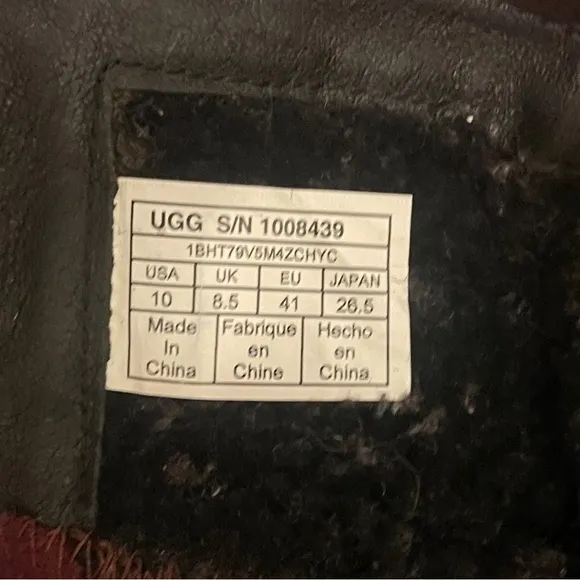 UGG S/N 1008439
1BHT79V5M4ZCHYC
USA UK EU JAPAN
10 8.5 41 26.5
Made Fabrique Hecho
In en en
China Chine China